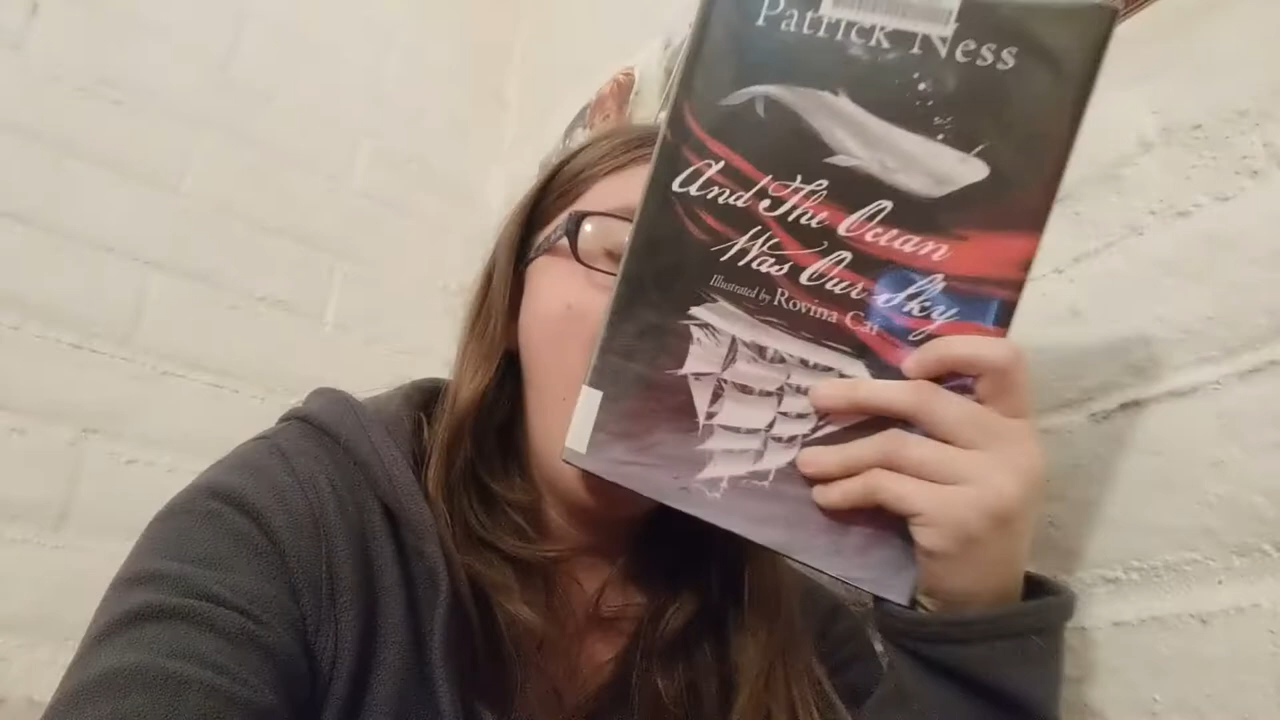 Patrick Ness
And The Ocean
Was Our Sky
Illustrated by Rovina Cai